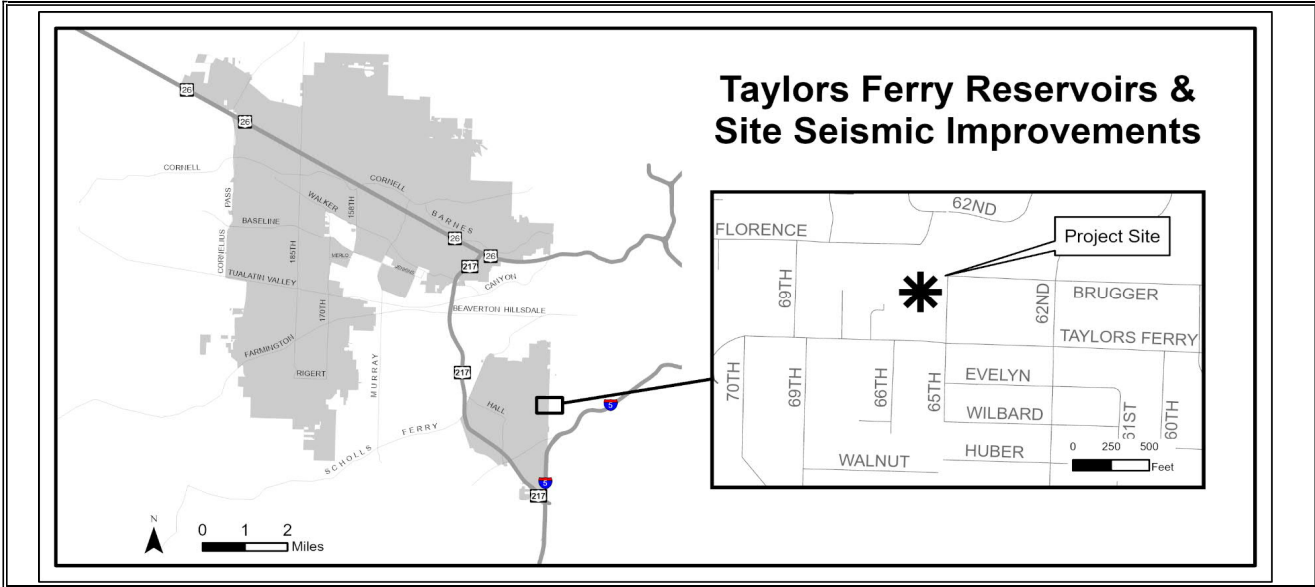 Taylors Ferry Reservoirs &
Site Seismic Improvements
26
26
CORNELL
CORNELL
PASS
WALKER
158TH
BARNES
BASELINE
185TH
26
26
217
CORNELIUS
MERLO
JENKINS
CANYON
TUALATIN VALLEY
170TH
BEAVERTON HILLSDALE
FARMINGTON
MURRAY
217
RIGERT
HALL
5
SCHOLLS FERRY
5
217
N
0 1 2
Miles
62ND
FLORENCE
Project Site
69TH
62ND
BRUGGER
TAYLORS FERRY
70TH
69TH
66TH
65TH
EVELYN
WILBARD
61ST
60TH
HUBER
WALNUT
0 250 500
Feet